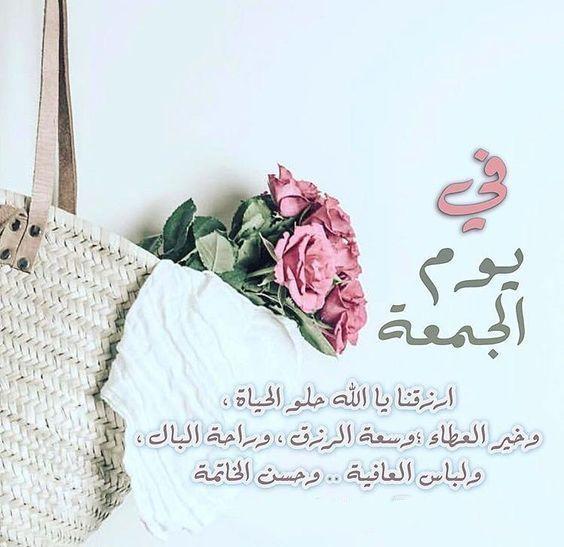 في
يوم
الجمعة
ارزقنا يا الله حلو الحياة ،
وخير العطاء ؛وسعة الرزق ، وراحة البال ،
ولباس العافية .. وحسن الخاتمة